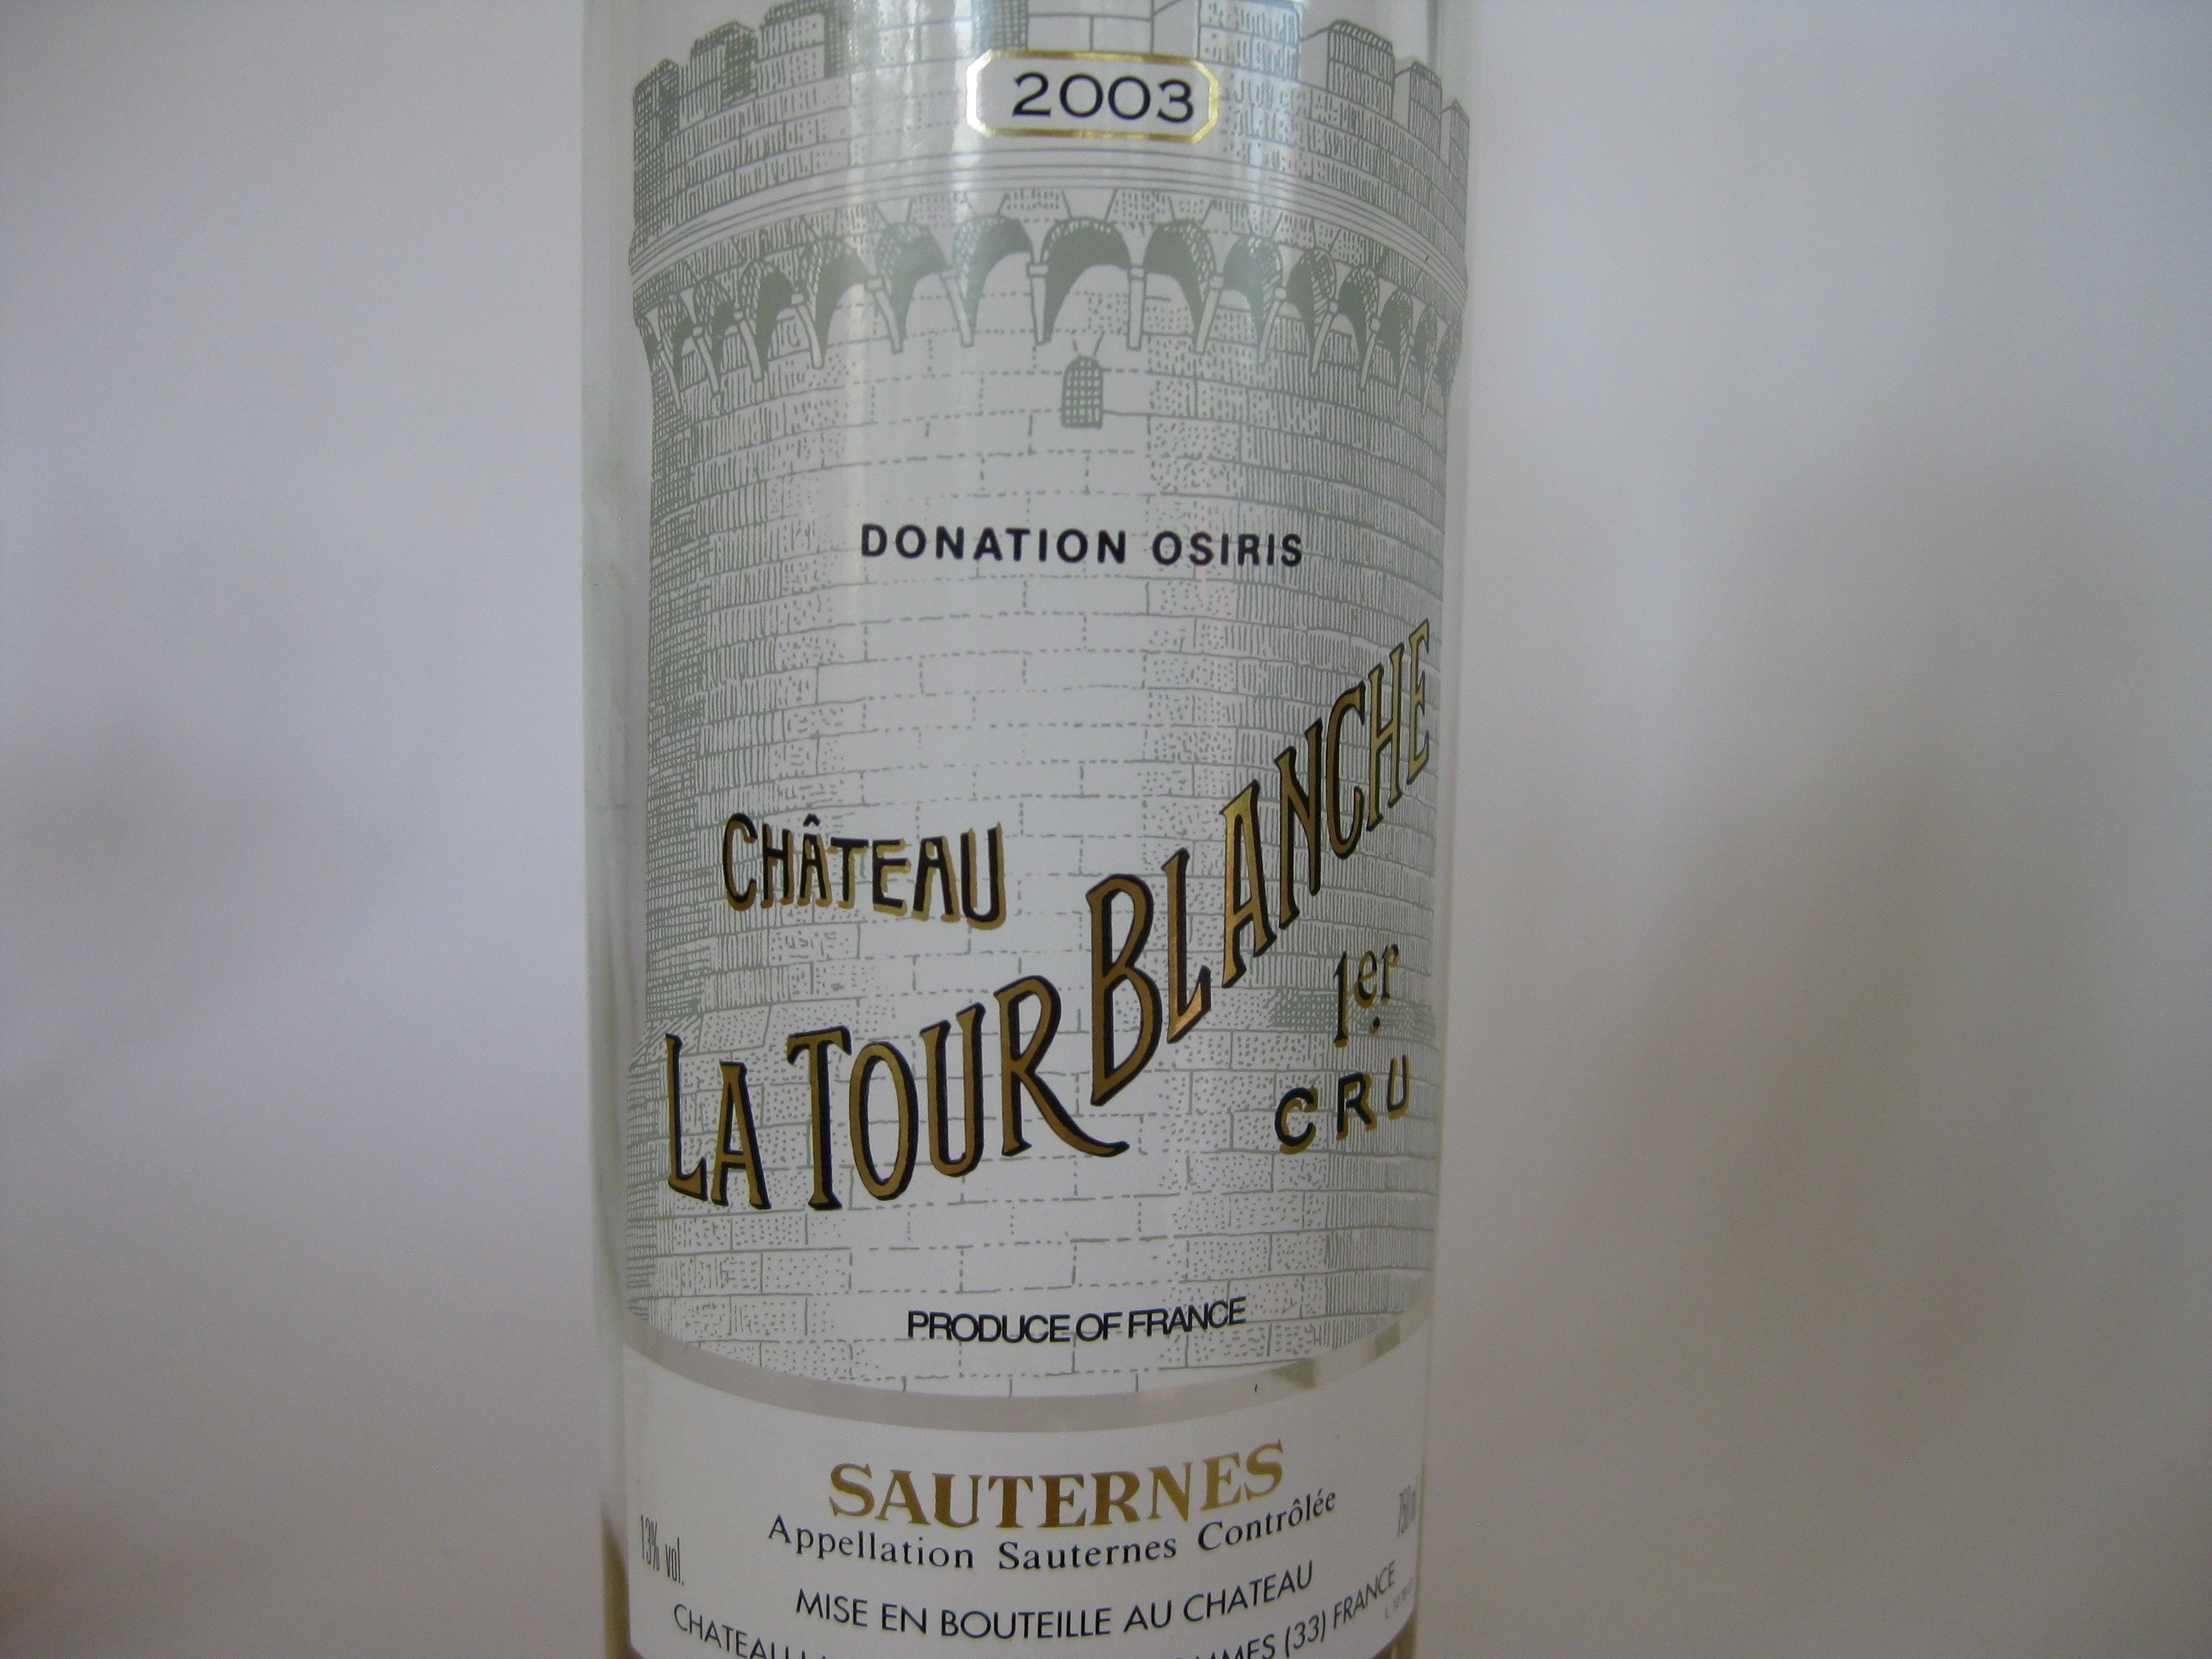 2003
DONATION OSIRIS
CHÂTEAU
LA TOUR BLANCHE
1er
CRU
PRODUCE OF FRANCE
SAUTERNES
Appellation Sauternes Contrôlée
13% vol.
MISE EN BOUTEILLE AU CHATEAU
CHATEAU (33) FRANCE